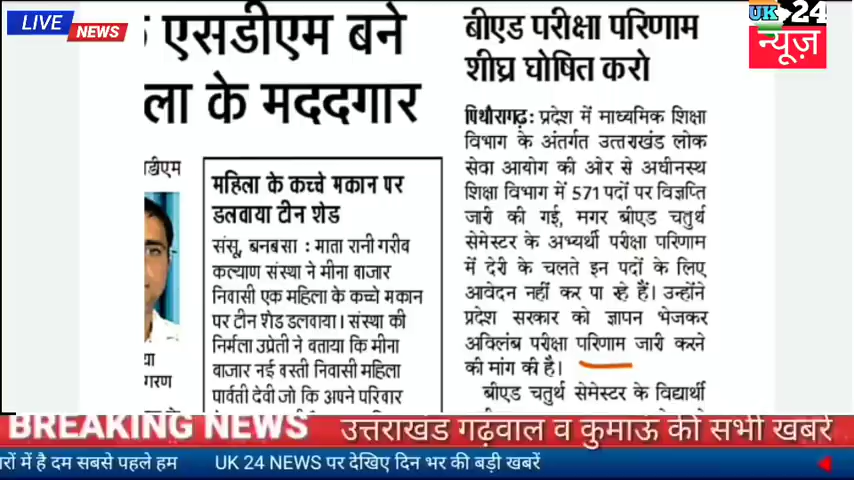 LIVE
NEWS
UK 24
न्यूज़
एसडीएम बने
ला के मददगार
डीएम
महिला के कच्चे मकान पर
डलवाया टीन शेड
संसू, बनबसा : माता रानी गरीब
कल्याण संस्था ने मीना बाजार
निवासी एक महिला के कच्चे मकान
पर टीन शेड डलवाया। संस्था की
निर्मला उप्रेती ने बताया कि मीना
बाजार नई बस्ती निवासी महिला
पार्वती देवी जो कि अपने परिवार
था
गरण
बीएड परीक्षा परिणाम
शीघ्र घोषित करो
पिथौरागढ़: प्रदेश में माध्यमिक शिक्षा
विभाग के अंतर्गत उत्तराखंड लोक
सेवा आयोग की ओर से अधीनस्थ
शिक्षा विभाग में 571 पदों पर विज्ञप्ति
जारी की गई, मगर बीएड चतुर्थ
सेमेस्टर के अभ्यर्थी परीक्षा परिणाम
में देरी के चलते इन पदों के लिए
आवेदन नहीं कर पा रहे हैं। उन्होंने
प्रदेश सरकार को ज्ञापन भेजकर
अविलंब परीक्षा परिणाम जारी करने
की मांग की है।
बीएड चतुर्थ सेमेस्टर के विद्यार्थी
BREAKING NEWS उत्तराखंड गढ़वाल व कुमाऊं की सभी खबरें
रों में है दम सबसे पहले हम UK 24 NEWS पर देखिए दिन भर की बड़ी खबरें